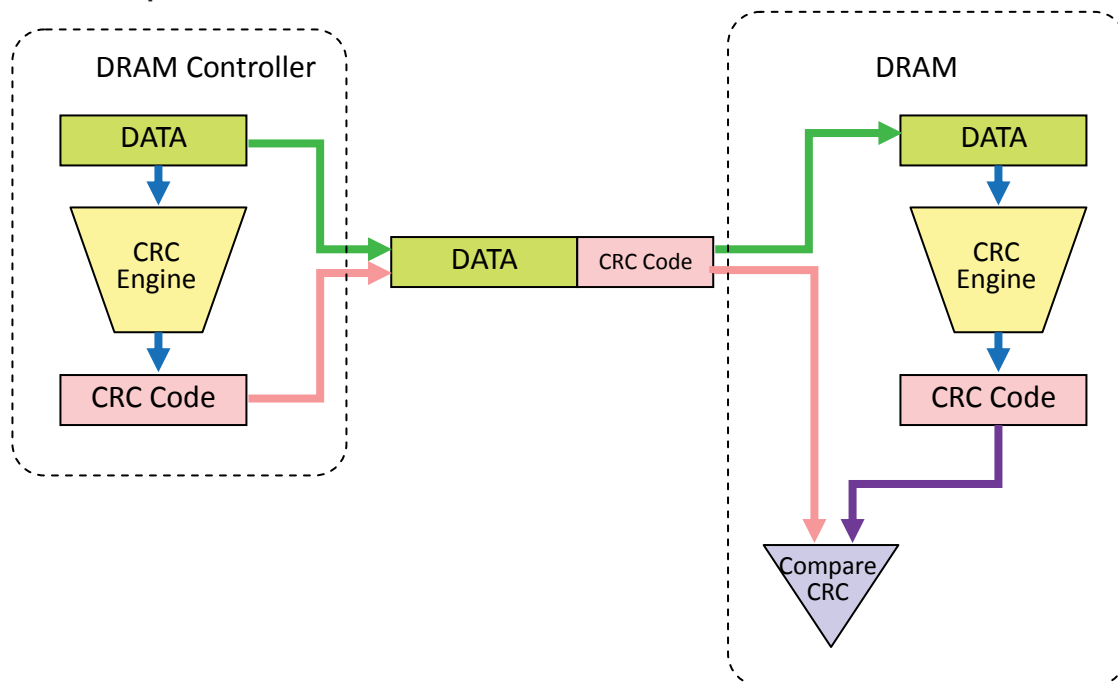 DRAM Controller
DATA
CRC
Engine
CRC Code
DATA
CRC Code
DRAM
DATA
CRC
Engine
CRC Code
Compare
CRC